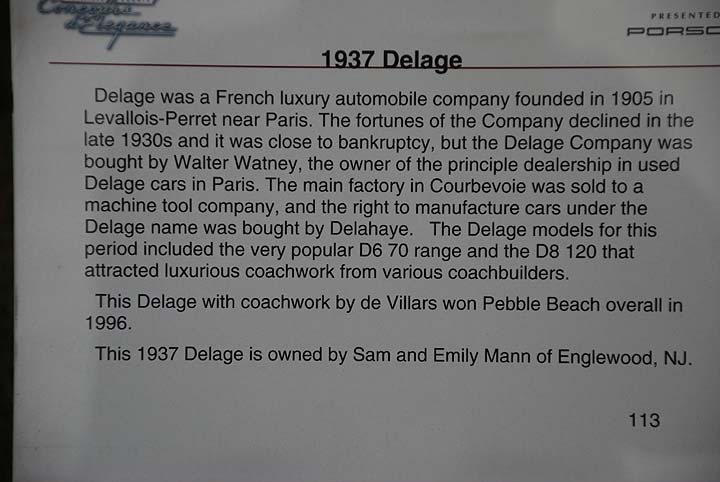 Concours
d'Elegance
PRESENTED
PORSC
1937 Delage
Delage was a French luxury automobile company founded in 1905 in
Levallois-Perret near Paris. The fortunes of the Company declined in the
late 1930s and it was close to bankruptcy, but the Delage Company was
bought by Walter Watney, the owner of the principle dealership in used
Delage cars in Paris. The main factory in Courbevoie was sold to a
machine tool company, and the right to manufacture cars under the
Delage name was bought by Delahaye. The Delage models for this
period included the very popular D6 70 range and the D8 120 that
attracted luxurious coachwork from various coachbuilders.
This Delage with coachwork by de Villars won Pebble Beach overall in
1996.
This 1937 Delage is owned by Sam and Emily Mann of Englewood, NJ.
113